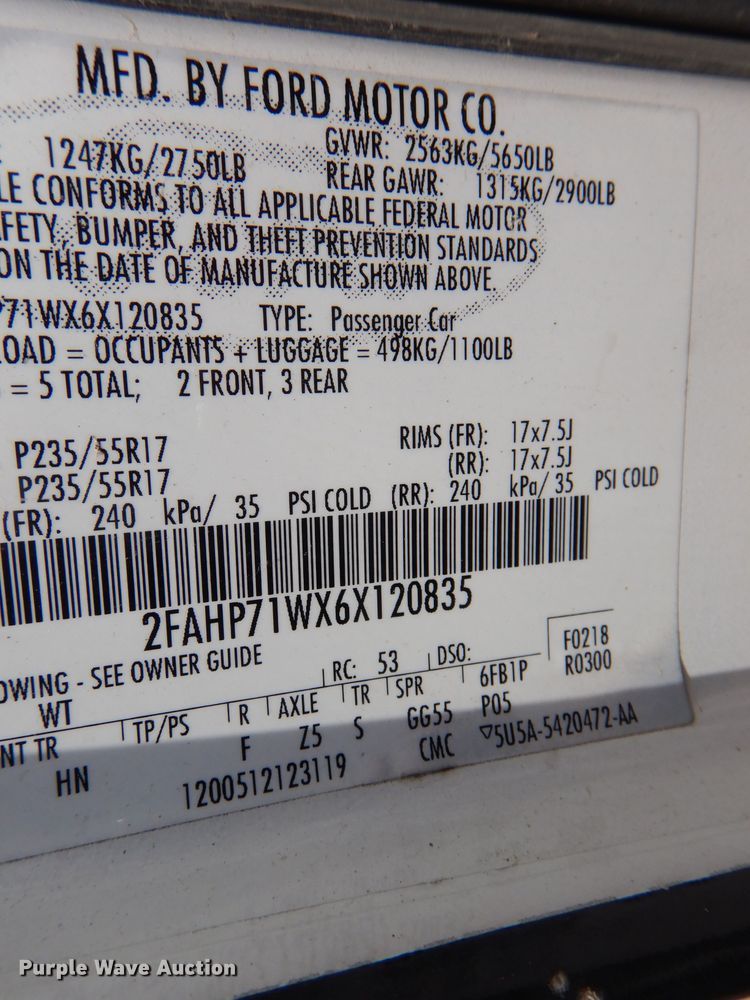 MFD. BY FORD MOTOR CO.
1247KG/2750LB GVWR: 2563KG/5650LB
REAR GAWR: 1315KG/2900LB
LE CONFORMS TO ALL APPLICABLE FEDERAL MOTOR
FETY, BUMPER, AND THEFT PREVENTION STANDARDS
ON THE DATE OF MANUFACTURE SHOWN ABOVE.
P71WX6X120835 TYPE: Passenger Car
OAD = OCCUPANTS + LUGGAGE = 498KG/1100LB
= 5 TOTAL; 2 FRONT, 3 REAR
P235/55R17 RIMS (FR): 17x7.5J
P235/55R17 (RR): 17x7.5J
(FR): 240 kPa/ 35 PSI COLD (RR): 240 kPa/ 35 PSI COLD
2FAHP71WX6X120835
OWING - SEE OWNER GUIDE RC: 53 DSO: F0218
R0300
WT 6FB1P
NT TR TP/PS R AXLE TR SPR P05
HN F Z5 S GG55 5U5A-5420472-AA
1200512123119 CMC
Purple Wave Auction